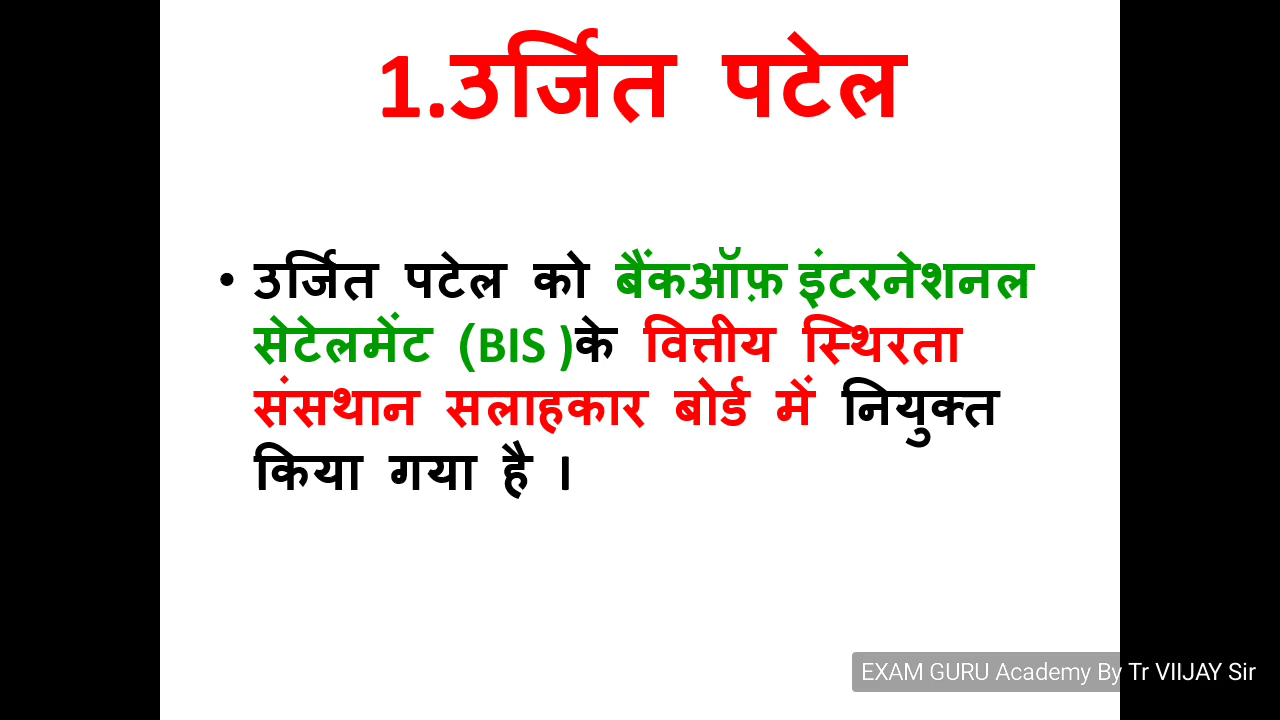 1.उर्जित पटेल
• उर्जित पटेल को बैंकऑफ़ इंटरनेशनल
सेटेलमेंट (BIS )के वित्तीय स्थिरता
संसथान सलाहकार बोर्ड में नियुक्त
किया गया है ।
EXAM GURU Academy By Tr VIIJAY Sir